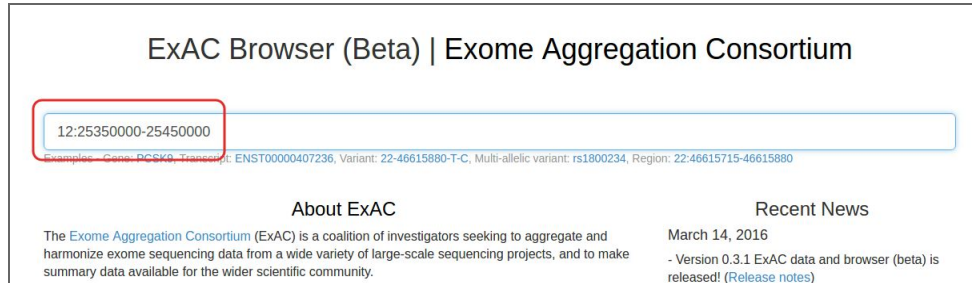 ExAC Browser (Beta) | Exome Aggregation Consortium
12:25350000-25450000
Examples - Gene: PCSK9, Transcript: ENST00000407236, Variant: 22-46615880-T-C, Multi-allelic variant: rs1800234, Region: 22:46615715-46615880
About ExAC
The Exome Aggregation Consortium (ExAC) is a coalition of investigators seeking to aggregate and
harmonize exome sequencing data from a wide variety of large-scale sequencing projects, and to make
summary data available for the wider scientific community.
Recent News
March 14, 2016
- Version 0.3.1 ExAC data and browser (beta) is
released! (Release notes)